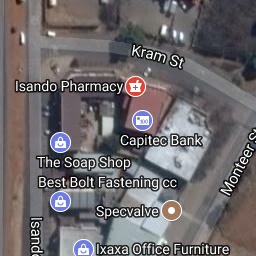 Kram St
Isando Pharmacy
Capitec Bank
The Soap Shop
Best Bolt Fastening cc
Monteer S
Specvalve
Isando
Ixaxa Office Furniture